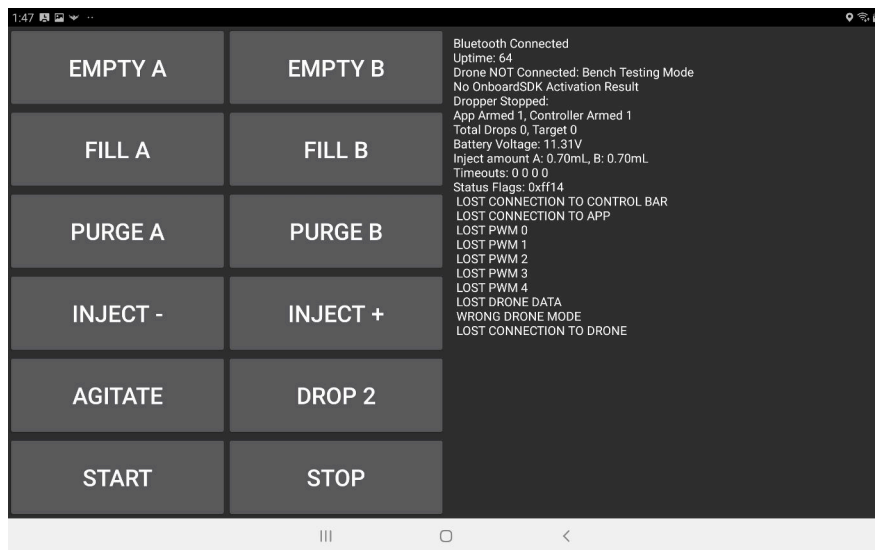 1:47
EMPTY A
EMPTY B
FILL A
FILL B
PURGE A
PURGE B
INJECT -
INJECT +
AGITATE
DROP 2
START
STOP
Bluetooth Connected
Uptime: 64
Drone NOT Connected: Bench Testing Mode
No OnboardSDK Activation Result
Dropper Stopped:
App Armed 1, Controller Armed 1
Total Drops 0, Target 0
Battery Voltage: 11.31V
Inject amount A: 0.70mL, B: 0.70mL
Timeouts: 0 0 0 0
Status Flags: 0xff14
LOST CONNECTION TO CONTROL BAR
LOST CONNECTION TO APP
LOST PWM 0
LOST PWM 1
LOST PWM 2
LOST PWM 3
LOST PWM 4
LOST DRONE DATA
WRONG DRONE MODE
LOST CONNECTION TO DRONE